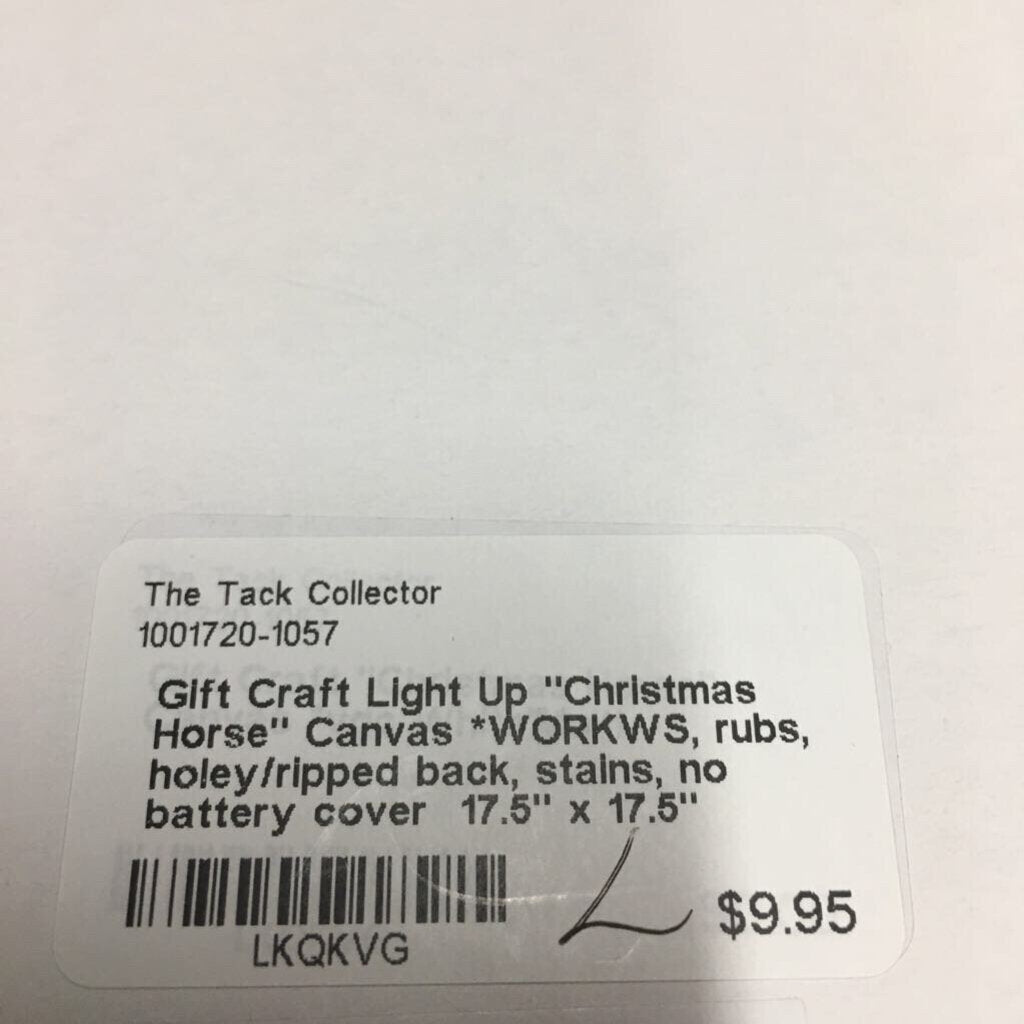 The Tack Collector
1001720-1057
Gift Craft Light Up "Christmas
Horse" Canvas *WORKWS, rubs,
holey/ripped back, stains, no
battery cover 17.5" x 17.5"
L
$9.95
LKQKVG